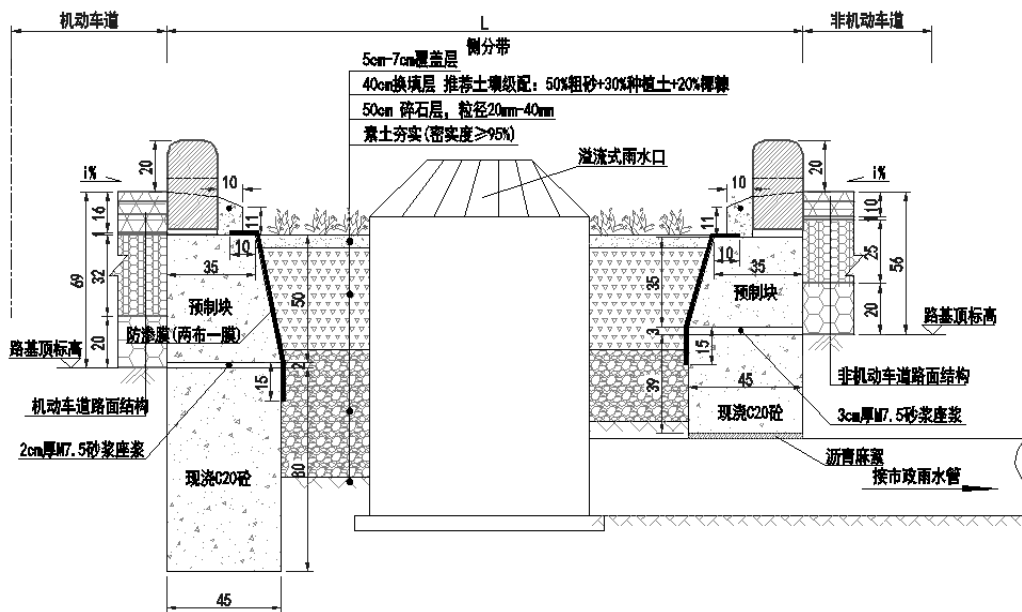 机动车道
L
非机动车道
侧分带
5cm-7cm覆盖层
40cm换填层 推荐土壤级配：50%粗砂+30%种植土+20%椰糠
50cm 碎石层，粒径20mm-40mm
素土夯实(密实度≥95%)
溢流式雨水口
20
20
i%
i%
10
10
16
11
11
10
1
1
10
10
35
35
69
32
50
35
25
56
预制块
预制块
防渗膜(两布一膜)
20
20
3
路基顶标高
路基顶标高
2
15
15
39
45
机动车道路面结构
非机动车道路面结构
现浇C20砼
3cm厚M7.5砂浆座浆
2cm厚M7.5砂浆座浆
沥青麻絮
现浇C20砼
80
接市政雨水管
45